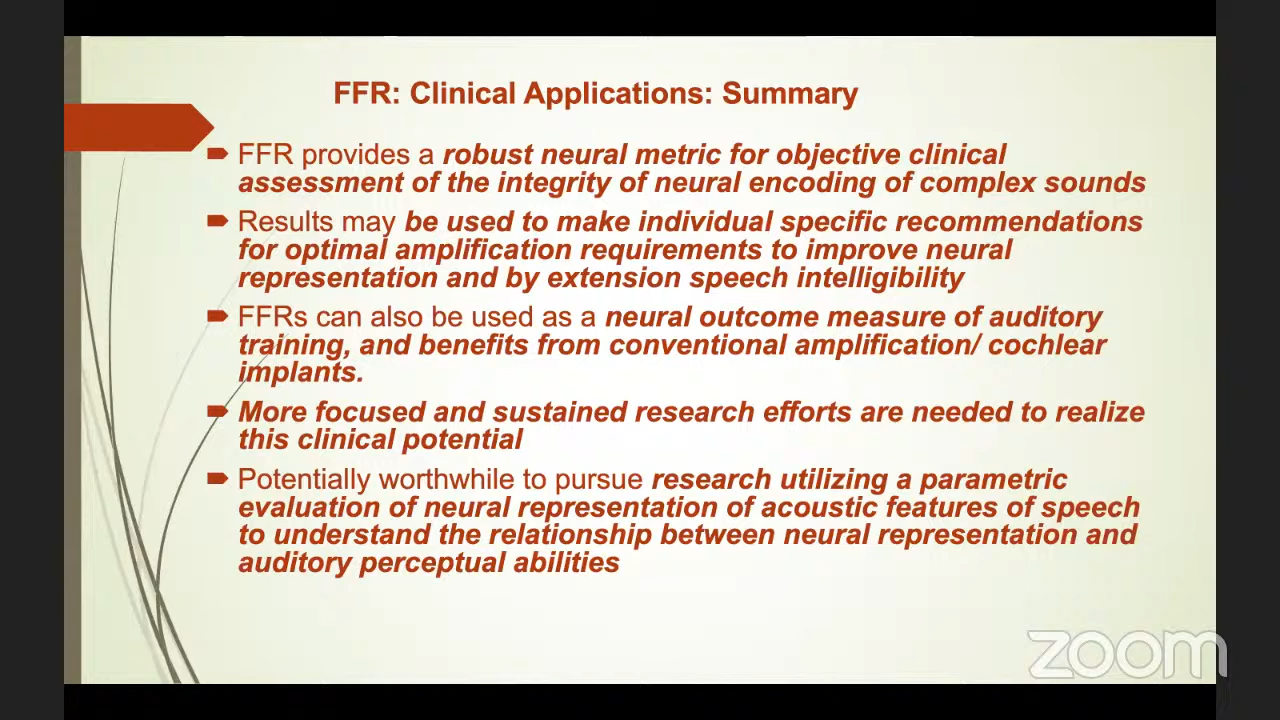 FFR: Clinical Applications: Summary
FFR provides a robust neural metric for objective clinical
assessment of the integrity of neural encoding of complex sounds
Results may be used to make individual specific recommendations
for optimal amplification requirements to improve neural
representation and by extension speech intelligibility
FFRs can also be used as a neural outcome measure of auditory
training, and benefits from conventional amplification/ cochlear
implants.
More focused and sustained research efforts are needed to realize
this clinical potential
Potentially worthwhile to pursue research utilizing a parametric
evaluation of neural representation of acoustic features of speech
to understand the relationship between neural representation and
auditory perceptual abilities
zoom